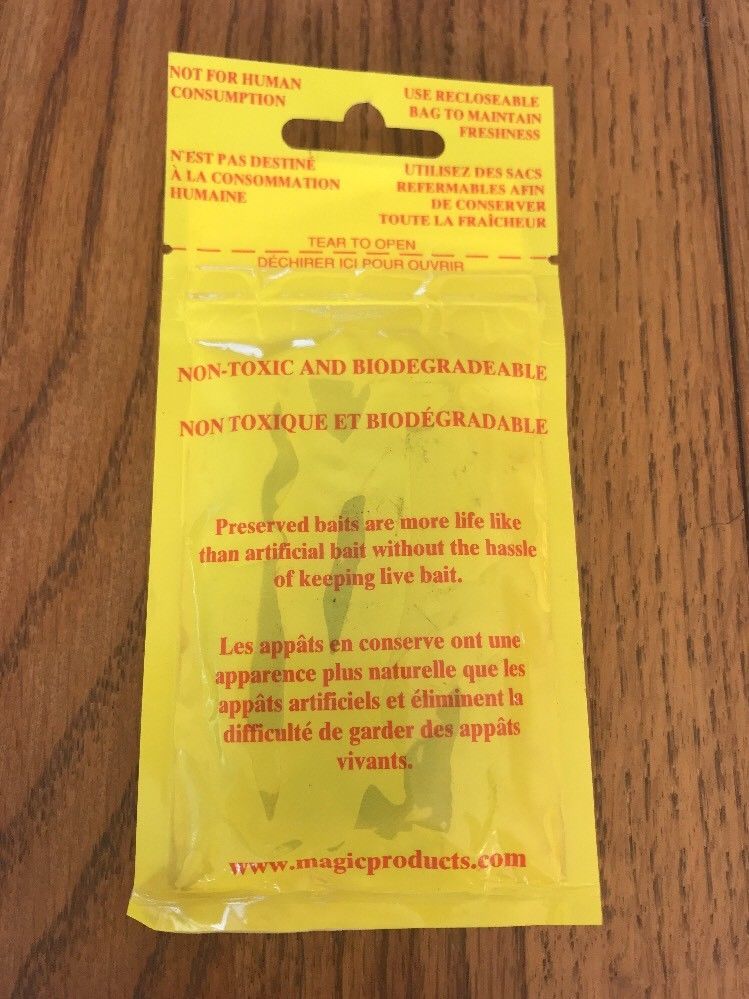 NOT FOR HUMAN
CONSUMPTION
USE RECLOSEABLE
BAG TO MAINTAIN
FRESHNESS
N'EST PAS DESTINÉ
À LA CONSOMMATION
HUMAINE
UTILISEZ DES SACS
REFERMABLES AFIN
DE CONSERVER
TOUTE LA FRAÎCHEUR
TEAR TO OPEN
DÉCHIRER ICI POUR OUVRIR
NON-TOXIC AND BIODEGRADEABLE
NON TOXIQUE ET BIODÉGRADABLE
Preserved baits are more life like
than artificial bait without the hassle
of keeping live bait.
Les appâts en conserve ont une
apparence plus naturelle que les
appâts artificiels et éliminent la
difficulté de garder des appâts
vivants.
www.magicproducts.com